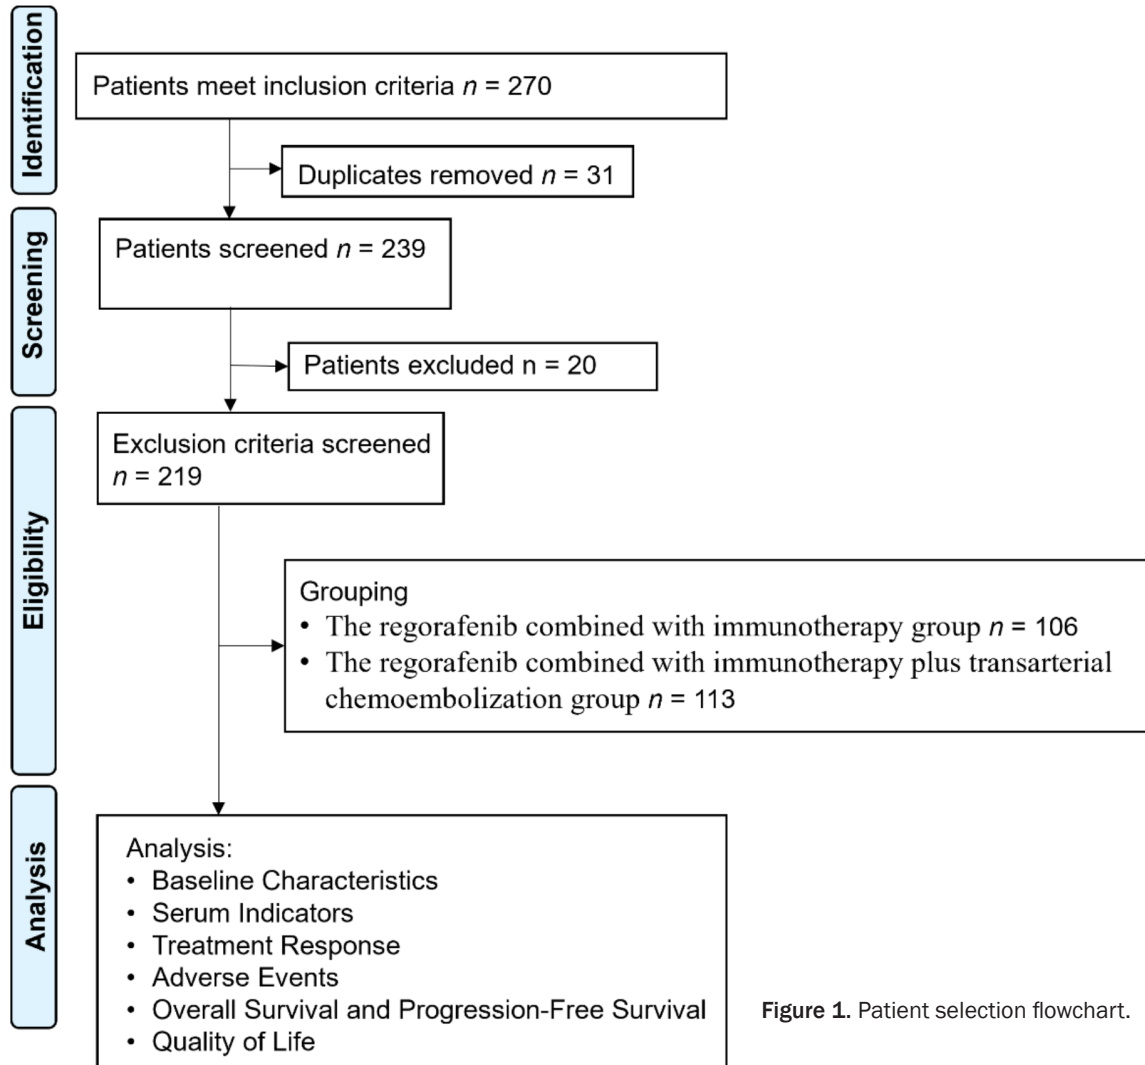 Identification
Patients meet inclusion criteria n = 270
Duplicates removed n = 31
Screening
Patients screened n = 239
Patients excluded n = 20
Eligibility
Exclusion criteria screened
n = 219
Grouping
• The regorafenib combined with immunotherapy group n = 106
• The regorafenib combined with immunotherapy plus transarterial
chemoembolization group n = 113
Analysis
Analysis:
• Baseline Characteristics
• Serum Indicators
• Treatment Response
• Adverse Events
• Overall Survival and Progression-Free Survival
• Quality of Life
Figure 1. Patient selection flowchart.